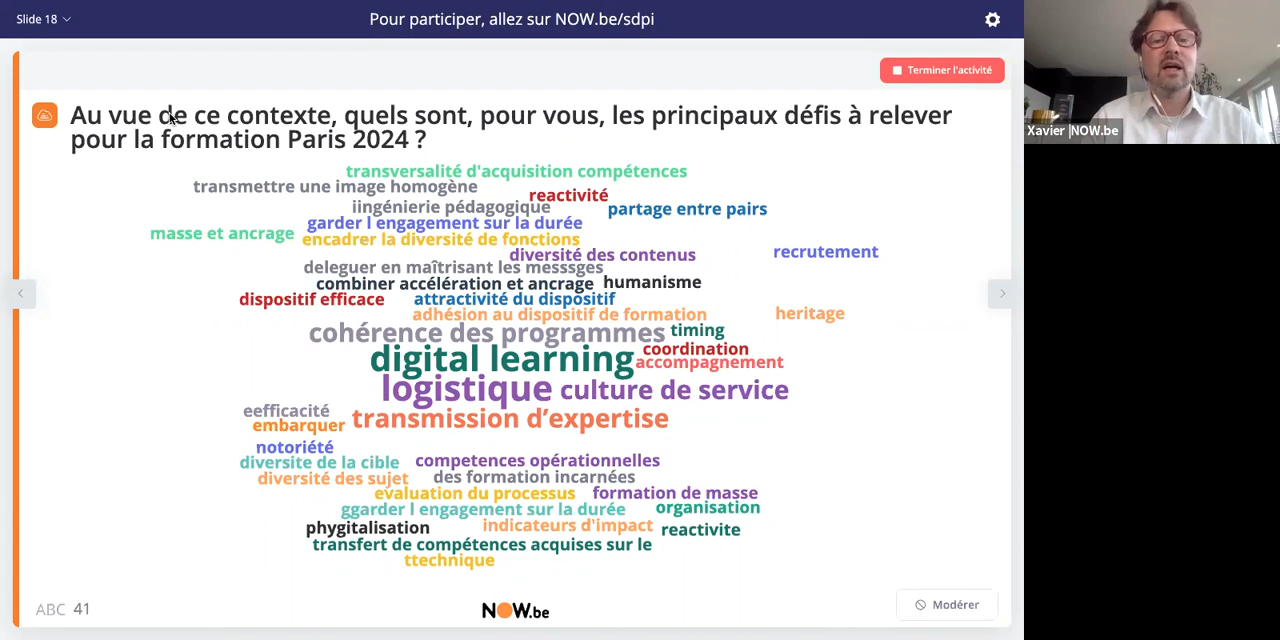 Slide 18
Pour participer, allez sur NOW.be/sdpi
Terminer l'activité
Au vue de ce contexte, quels sont, pour vous, les principaux défis à relever
pour la formation Paris 2024 ?
Xavier |NOW.be
transversalité d'acquisition compétences
transmettre une image homogène
reactivité
iingénierie pédagogique
partage entre pairs
garder l engagement sur la durée
masse et ancrage
encadrer la diversité de fonctions
diversité des contenus
recrutement
deleguer en maîtrisant les messsges
combiner accélération et ancrage
humanisme
dispositif efficace
attractivité du dispositif
adhésion au dispositif de formation
heritage
cohérence des programmes
timing
digital learning
coordination
accompagnement
logistique
culture de service
eefficacité
transmission d’expertise
embarquer
notoriété
diversite de la cible
competences opérationnelles
diversité des sujet
des formation incarnées
evaluation du processus
formation de masse
ggarder l engagement sur la durée
organisation
phygitalisation
indicateurs d'impact
reactivite
transfert de compétences acquises sur le
ttechnique
ABC 41
NOW.be
Modérer